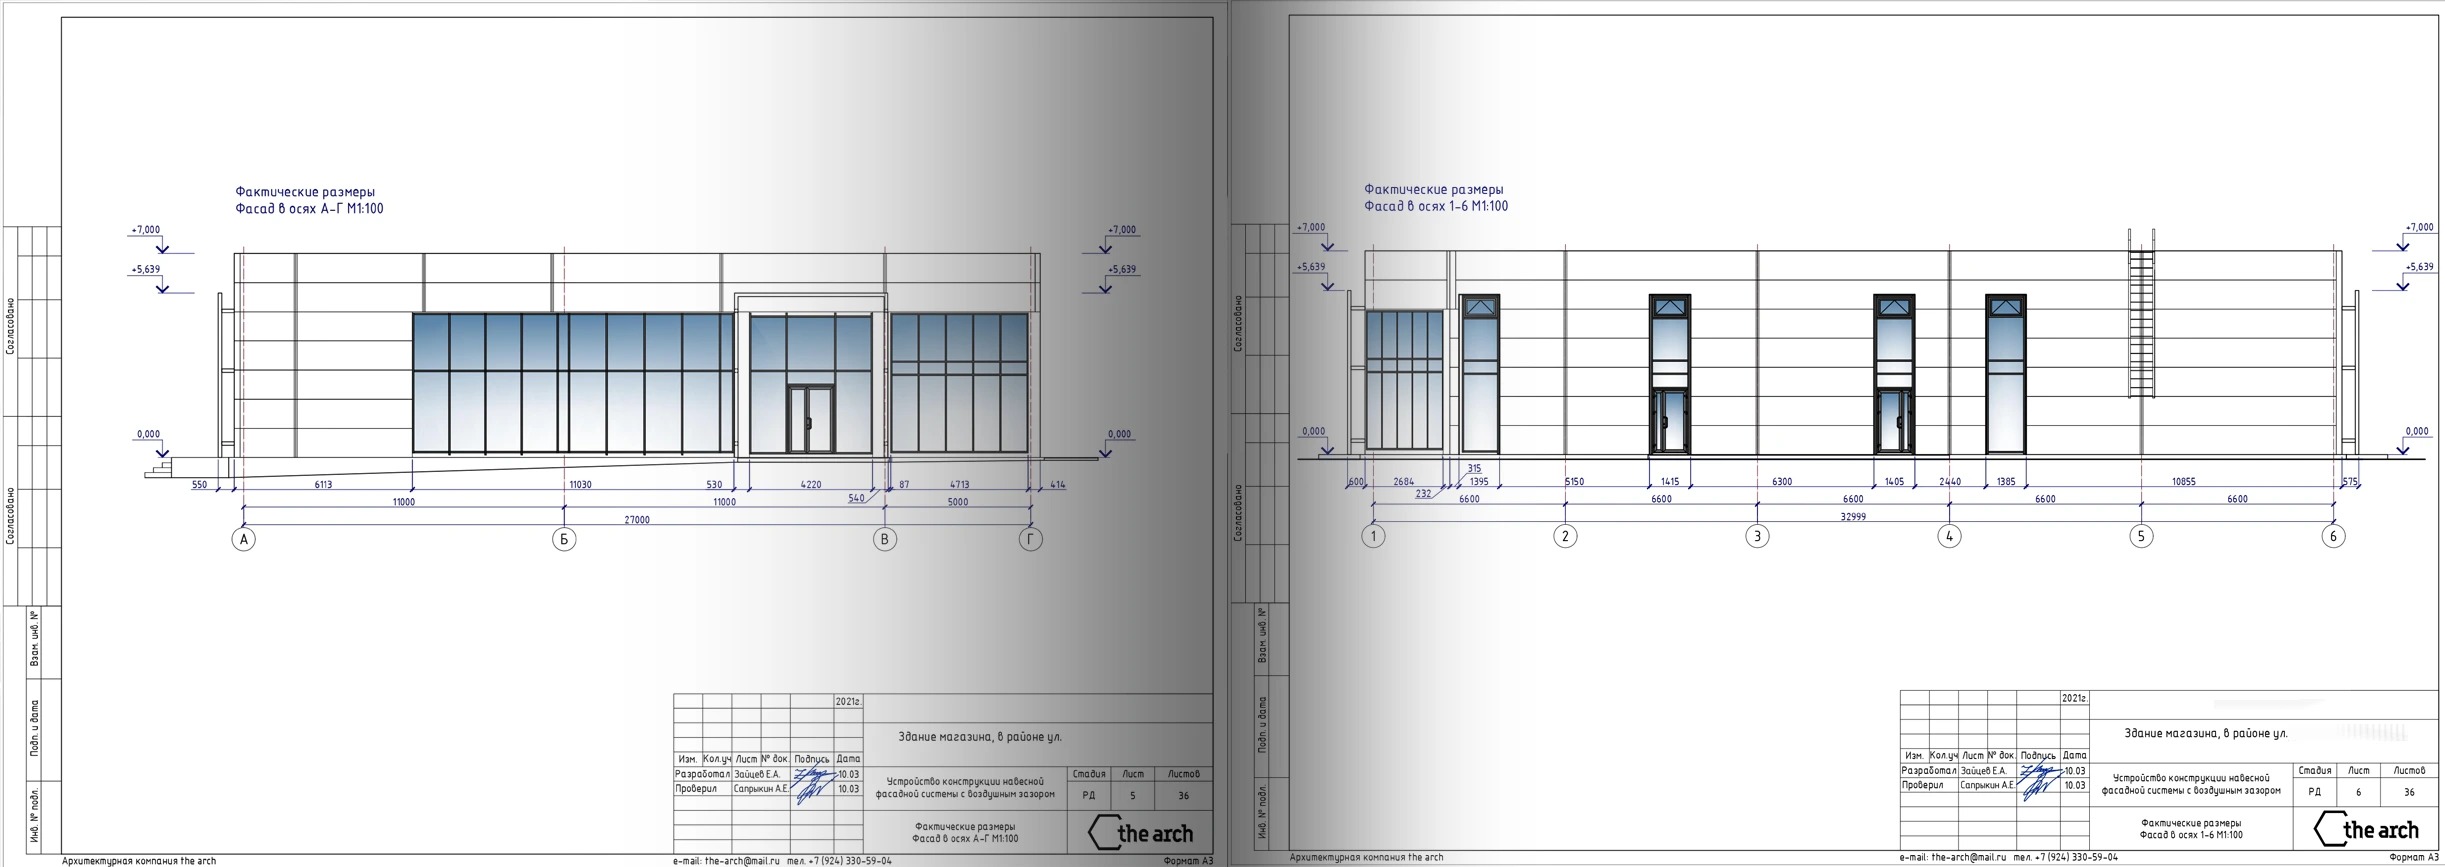 Фактические размеры
Фасад в осях А-Г М1:100
+7,000
+5,639
0,000
+7,000
+5,639
0,000
550
6113
11030
530
4220
540
87
4713
414
11000
11000
5000
27000
А
Б
В
Г
Согласовано
Согласовано
Взам. инв. №
Подп. и дата
Инв. № подл.
2021г.
Здание магазина, в районе ул.
Изм. Кол.уч Лист № док. Подпись Дата
Разработал Зайцев Е.А. 10.03
Проверил Сапрыкин А.Е. 10.03
Устройство конструкции навесной
фасадной системы с воздушным зазором
Стадия Лист Листов
РД 5 36
Фактические размеры
Фасад в осях А-Г М1:100
the arch
Архитектурная компания the arch
e-mail: the-arch@mail.ru тел. +7 (924) 330-59-04
Формат А3
Фактические размеры
Фасад в осях 1-6 М1:100
+7,000
+5,639
0,000
+7,000
+5,639
0,000
600
2684
232
315
1395
5150
1415
6300
1405
2440
1385
10855
575
6600
6600
6600
6600
6600
32999
1
2
3
4
5
6
Согласовано
Согласовано
Взам. инв. №
Подп. и дата
Инв. № подл.
2021г.
Здание магазина, в районе ул.
Изм. Кол.уч Лист № док. Подпись Дата
Разработал Зайцев Е.А. 10.03
Проверил Сапрыкин А.Е. 10.03
Устройство конструкции навесной
фасадной системы с воздушным зазором
Стадия Лист Листов
РД 6 36
Фактические размеры
Фасад в осях 1-6 М1:100
the arch
Архитектурная компания the arch
e-mail: the-arch@mail.ru тел. +7 (924) 330-59-04
Формат А3